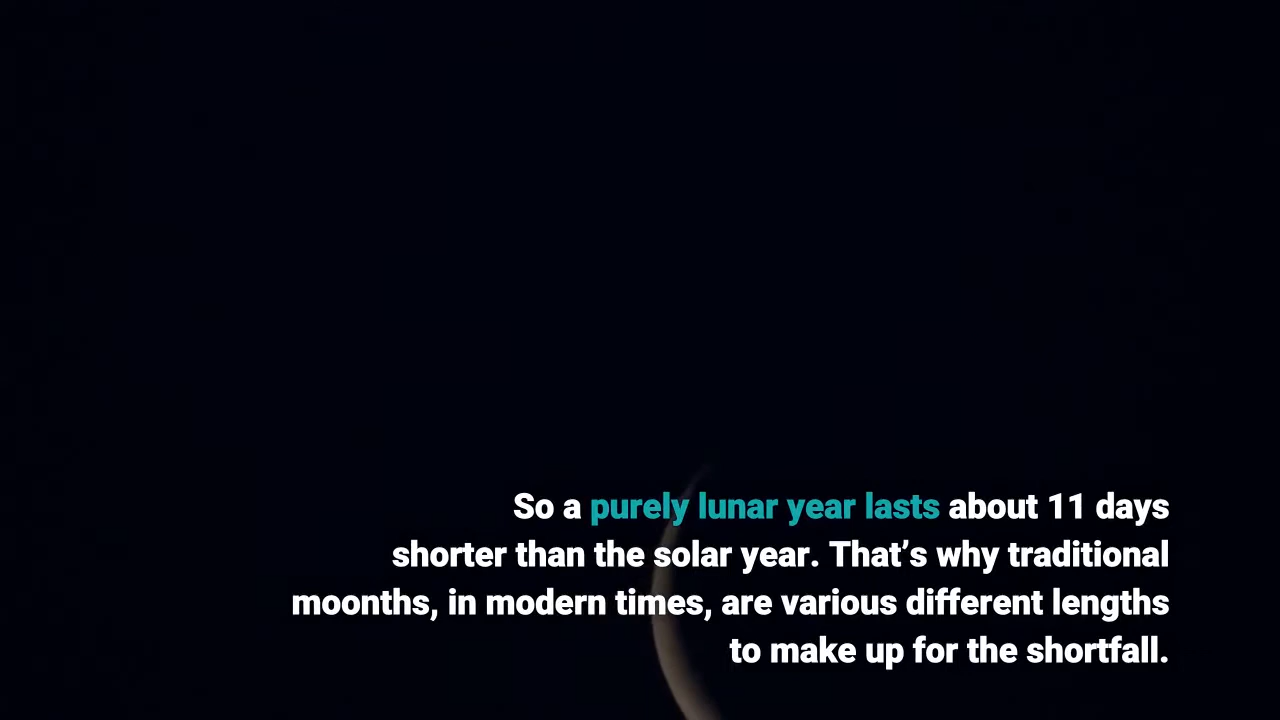 So a purely lunar year lasts about 11 days
shorter than the solar year. That’s why traditional
moonths, in modern times, are various different lengths
to make up for the shortfall.